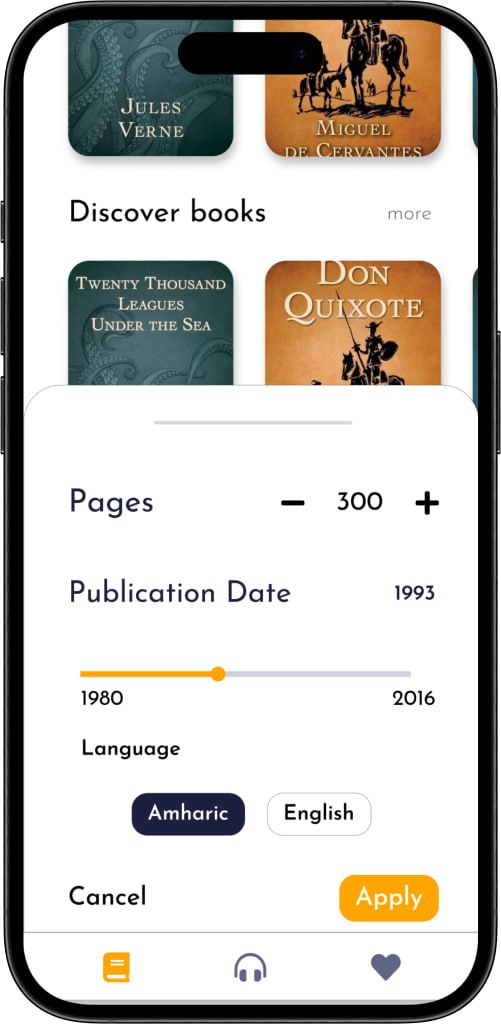 JULES
VERNE
MIGUEL
DE CERVANTES
Discover books
more
TWENTY THOUSAND
LEAGUES
UNDER THE SEA
DON
QUIXOTE
Pages
300
Publication Date
1993
1980
2016
Language
Amharic
English
Cancel
Apply